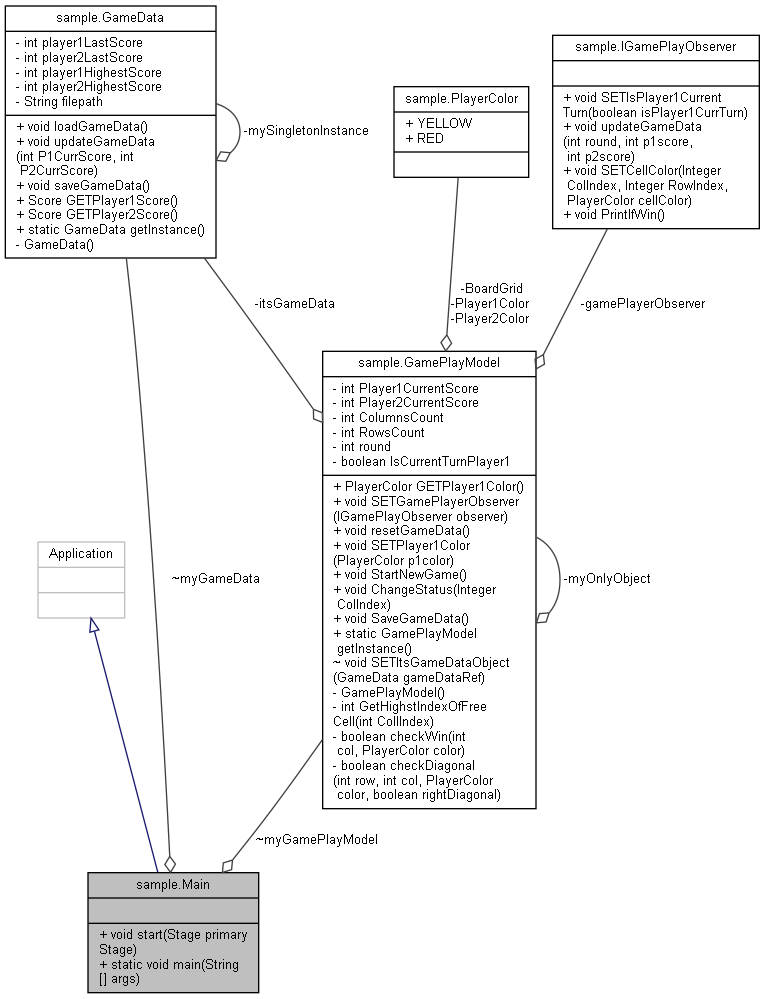 sample.GameData
- int player1LastScore
- int player2LastScore
- int player1HighestScore
- int player2HighestScore
- String filepath
+ void loadGameData()
+ void updateGameData
(int P1CurrScore, int
P2CurrScore)
+ void saveGameData()
+ Score GETPlayer1Score()
+ Score GETPlayer2Score()
+ static GameData getInstance()
- GameData()
-mySingletonInstance
sample.PlayerColor
+ YELLOW
+ RED
sample.IGamePlayObserver
+ void SETIsPlayer1Current
Turn(boolean isPlayer1CurrTurn)
+ void updateGameData
(int round, int p1score,
int p2score)
+ void SETCellColor(Integer
ColIndex, Integer RowIndex,
PlayerColor cellColor)
+ void PrintIfWin()
-itsGameData
-BoardGrid
-Player1Color
-Player2Color
-gamePlayerObserver
sample.GamePlayModel
- int Player1CurrentScore
- int Player2CurrentScore
- int ColumnsCount
- int RowsCount
- int round
- boolean IsCurrentTurnPlayer1
+ PlayerColor GETPlayer1Color()
+ void SETGamePlayerObserver
(IGamePlayObserver observer)
+ void resetGameData()
+ void SETPlayer1Color
(PlayerColor p1color)
+ void StartNewGame()
+ void ChangeStatus(Integer
ColIndex)
+ void SaveGameData()
+ static GamePlayModel
getInstance()
~ void SETItsGameDataObject
(GameData gameDataRef)
- GamePlayModel()
- int GetHighstIndexOfFree
Cell(int CollIndex)
- boolean checkWin(int
col, PlayerColor color)
- boolean checkDiagonal
(int row, int col, PlayerColor
color, boolean rightDiagonal)
-myOnlyObject
Application
~myGameData
~myGamePlayModel
sample.Main
+ void start(Stage primary
Stage)
+ static void main(String
[] args)